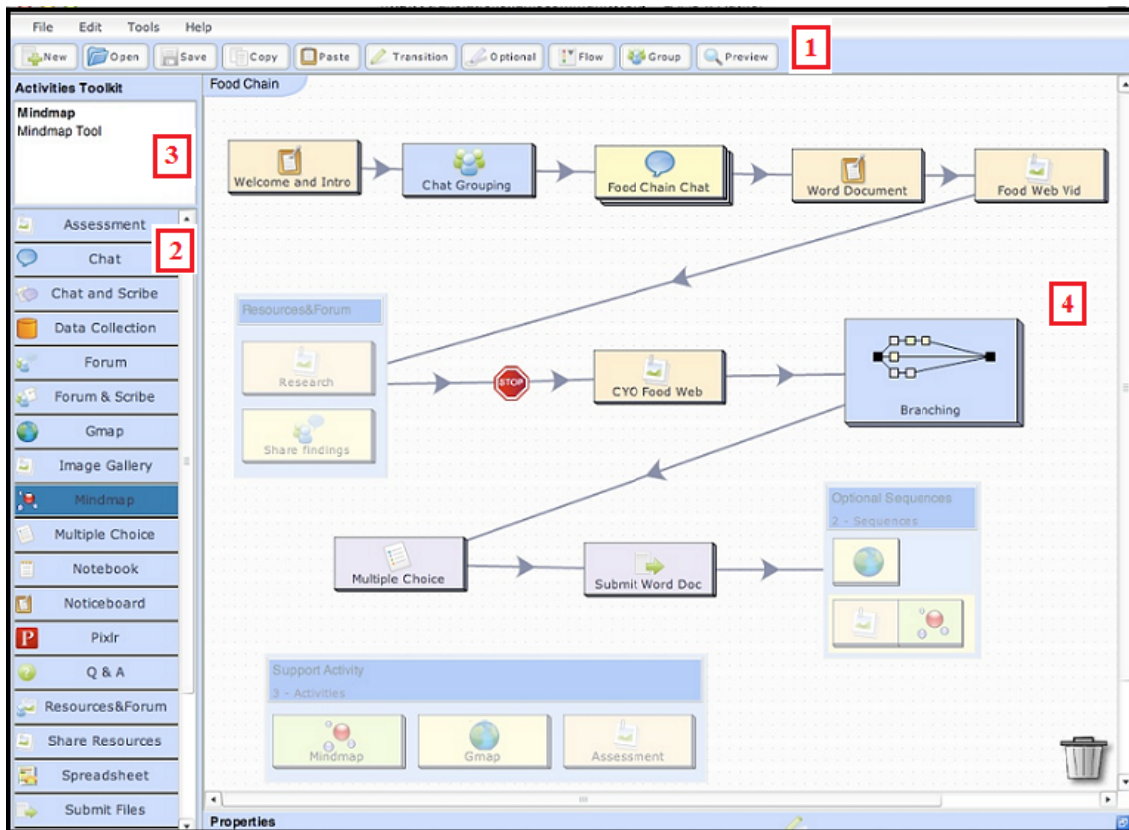 File Edit Tools Help
1
New Open Save Copy Paste Transition Optional Flow Group Preview
Activities Toolkit
Food Chain
Mindmap
Mindmap Tool
3
Welcome and Intro
Chat Grouping
Food Chain Chat
Word Document
Food Web Vid
Assessment
2
Chat
Chat and Scribe
Data Collection
Forum
Forum & Scribe
Gmap
Image Gallery
Mindmap
Multiple Choice
Notebook
Noticeboard
Pixlr
P
Q & A
Resources&Forum
Share Resources
Spreadsheet
Submit Files
4
Resources&Forum
Research
Share findings
STOP
CYO Food Web
Branching
Multiple Choice
Submit Word Doc
Optional Sequences
2 - Sequences
Support Activity
3 - Activities
Mindmap
Gmap
Assessment
Properties